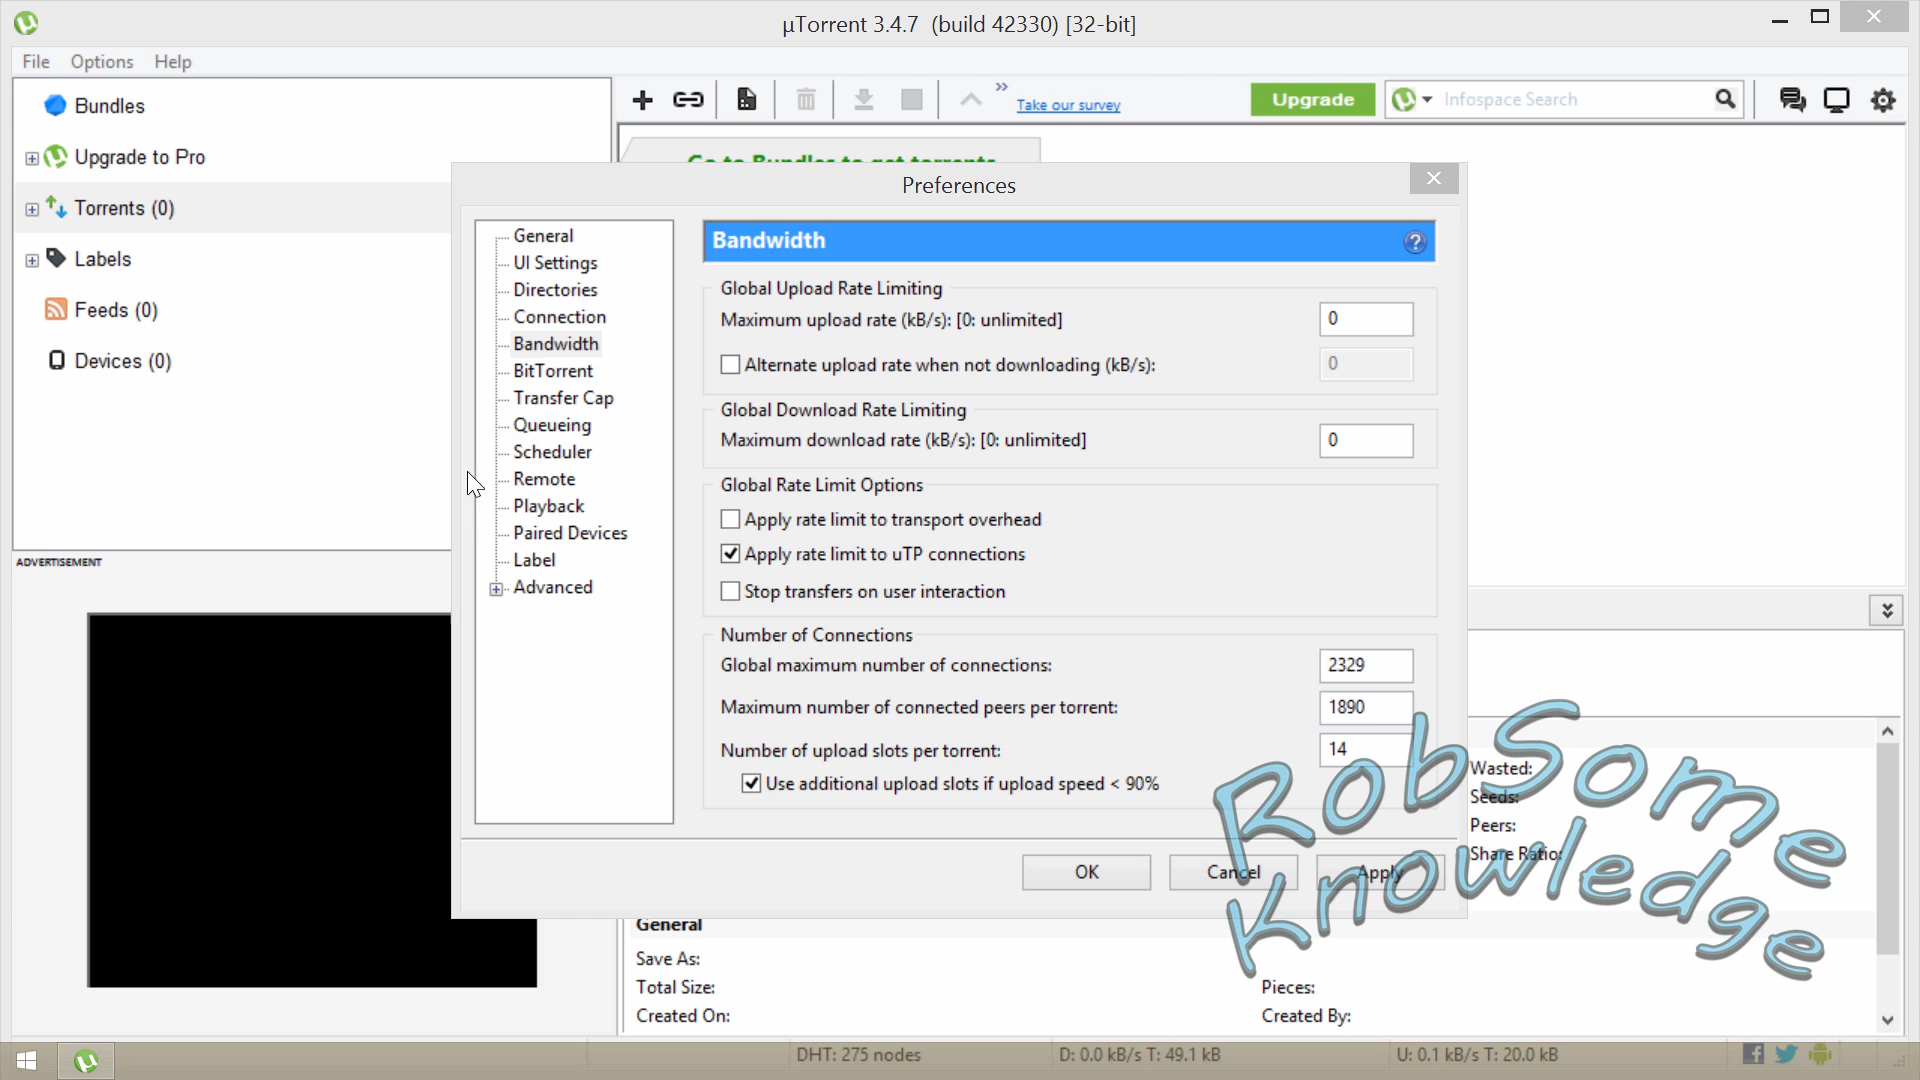 µTorrent 3.4.7 (build 42330) [32-bit]
File Options Help
Bundles
Upgrade to Pro
Torrents (0)
Labels
Feeds (0)
Devices (0)
ADVERTISEMENT
Take our survey
Upgrade
Infospace Search
Go to Bundles to get torrents
Preferences
General
UI Settings
Directories
Connection
Bandwidth
BitTorrent
Transfer Cap
Queueing
Scheduler
Remote
Playback
Paired Devices
Label
Advanced
Bandwidth
Global Upload Rate Limiting
Maximum upload rate (kB/s): [0: unlimited] 0
Alternate upload rate when not downloading (kB/s): 0
Global Download Rate Limiting
Maximum download rate (kB/s): [0: unlimited] 0
Global Rate Limit Options
Apply rate limit to transport overhead
Apply rate limit to uTP connections
Stop transfers on user interaction
Number of Connections
Global maximum number of connections: 2329
Maximum number of connected peers per torrent: 1890
Number of upload slots per torrent: 14
Use additional upload slots if upload speed < 90%
OK Cancel Apply
Wasted:
Seeds:
Peers:
Share Ratio:
RobSome
Knowledge
General
Save As:
Total Size: Pieces:
Created On: Created By:
DHT: 275 nodes D: 0.0 kB/s T: 49.1 kB U: 0.1 kB/s T: 20.0 kB